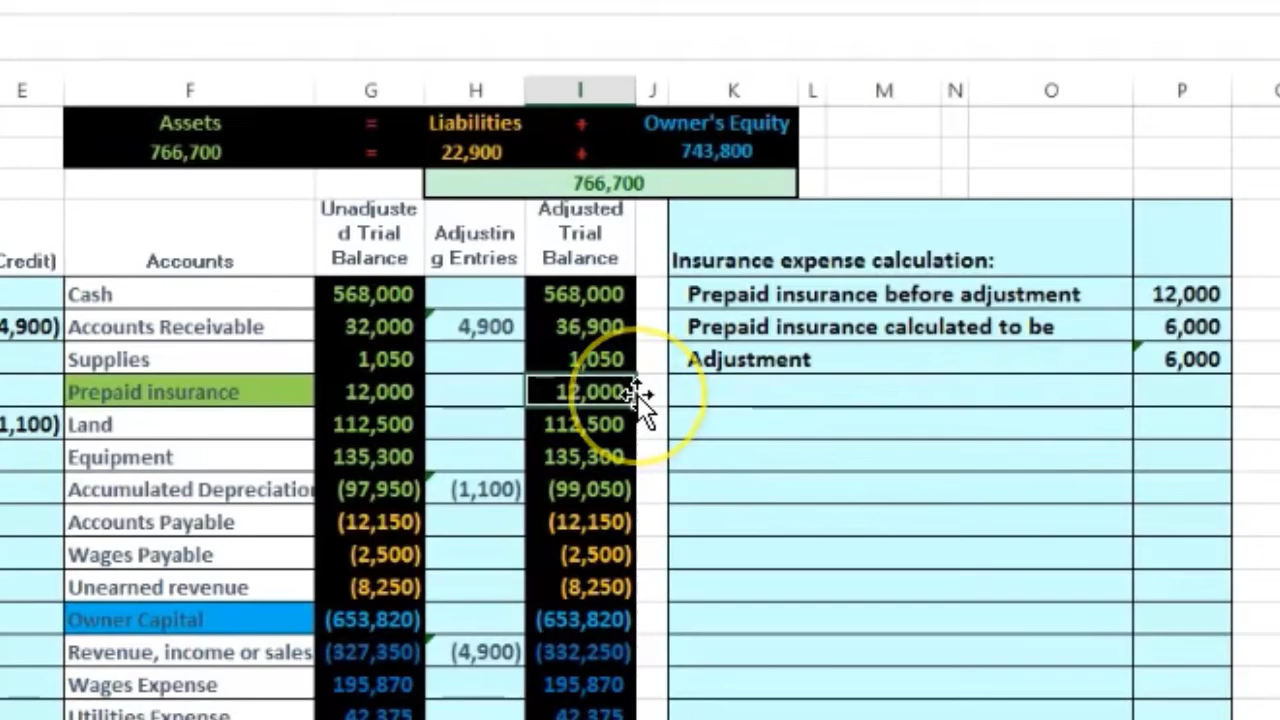 E F G H I J K L M N O P
Assets = Liabilities + Owner's Equity
766,700 = 22,900 + 743,800
766,700
Credit) Accounts Unadjuste d Trial Balance Adjustin g Entries Adjusted Trial Balance Insurance expense calculation:
Cash 568,000 568,000 Prepaid insurance before adjustment 12,000
4,900) Accounts Receivable 32,000 4,900 36,900 Prepaid insurance calculated to be 6,000
Supplies 1,050 1,050 Adjustment 6,000
Prepaid insurance 12,000 12,000
1,100) Land 112,500 112,500
Equipment 135,300 135,300
Accumulated Depreciation (97,950) (1,100) (99,050)
Accounts Payable (12,150) (12,150)
Wages Payable (2,500) (2,500)
Unearned revenue (8,250) (8,250)
Owner Capital (653,820) (653,820)
Revenue, income or sales (327,350) (4,900) (332,250)
Wages Expense 195,870 195,870
Utilities Expense 42,375 42,375